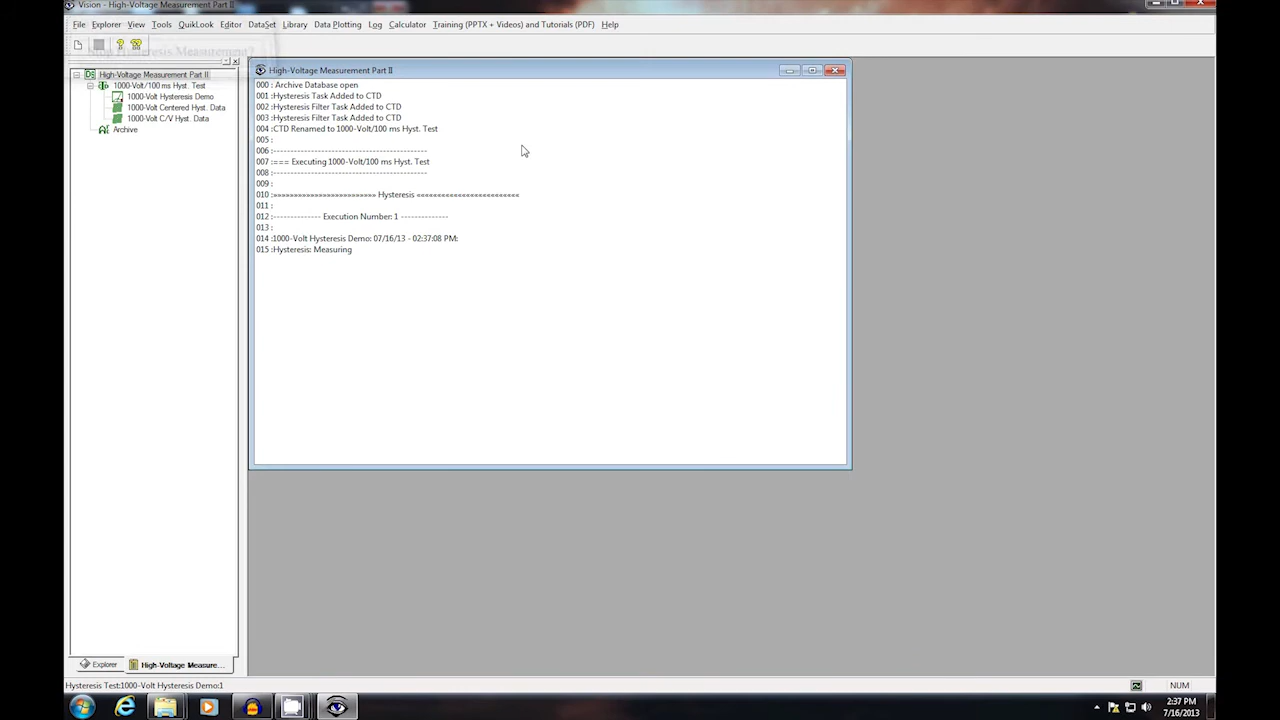 Vision - High-Voltage Measurement Part II
File Explorer View Tools QuikLook Editor DataSet Library Data Plotting Log Calculator Training (PPTX + Videos) and Tutorials (PDF) Help
Stop Hysteresis Measurement?
High-Voltage Measurement Part II
1000-Volt/100 ms Hyst. Test
1000-Volt Hysteresis Demo
1000-Volt Centered Hyst. Data
1000-Volt C/V Hyst. Data
Archive
High-Voltage Measurement Part II
000 : Archive Database open
001 :Hysteresis Task Added to CTD
002 :Hysteresis Filter Task Added to CTD
003 :Hysteresis Filter Task Added to CTD
004 :CTD Renamed to 1000-Volt/100 ms Hyst. Test
005 :
006 :------------------------------------------
007 :=== Executing 1000-Volt/100 ms Hyst. Test
008 :------------------------------------------
009 :
010 :»»»»»»»»»»»»»»»»»»»»»»»»» Hysteresis «««««««««««««««««««««««««
011 :
012 :------------- Execution Number: 1 -------------
013 :
014 :1000-Volt Hysteresis Demo: 07/16/13 - 02:37:08 PM:
015 :Hysteresis: Measuring
Explorer High-Voltage Measure...
Hysteresis Test:1000-Volt Hysteresis Demo:1 NUM
2:37 PM
7/16/2013